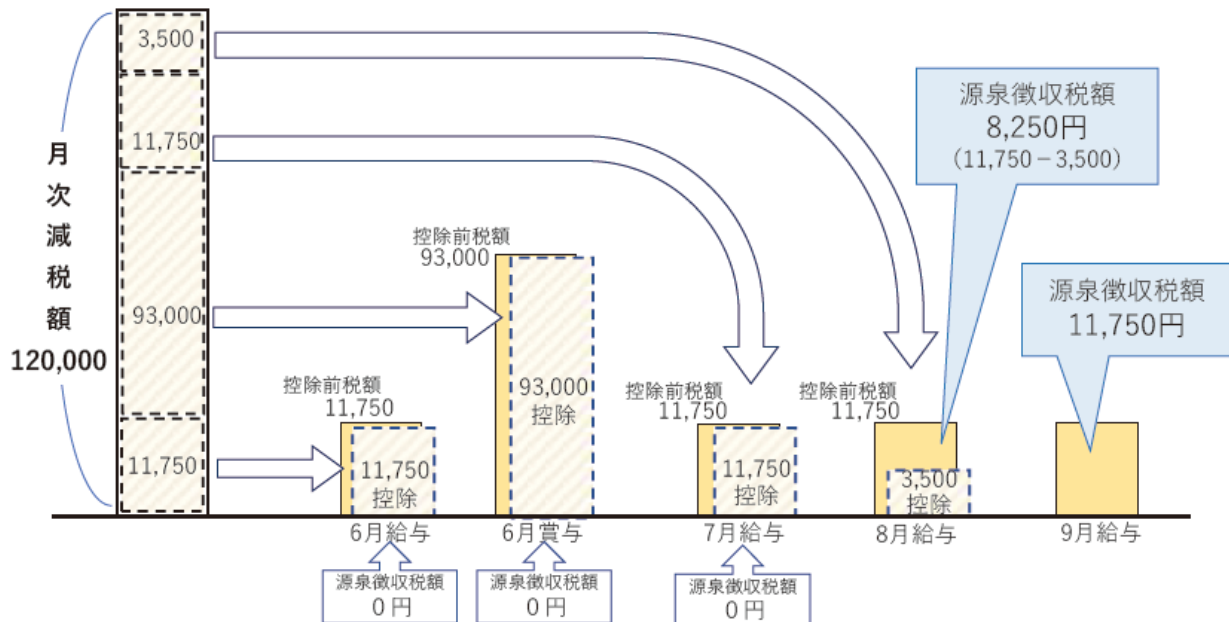 3,500
11,750
93,000
11,750
月次減税額
120,000
控除前税額
11,750
11,750
控除
6月給与
源泉徴収税額
0円
控除前税額
93,000
93,000
控除
6月賞与
源泉徴収税額
0円
控除前税額
11,750
11,750
控除
7月給与
源泉徴収税額
0円
控除前税額
11,750
3,500
控除
8月給与
源泉徴収税額
8,250円
（11,750－3,500）
源泉徴収税額
11,750円
9月給与